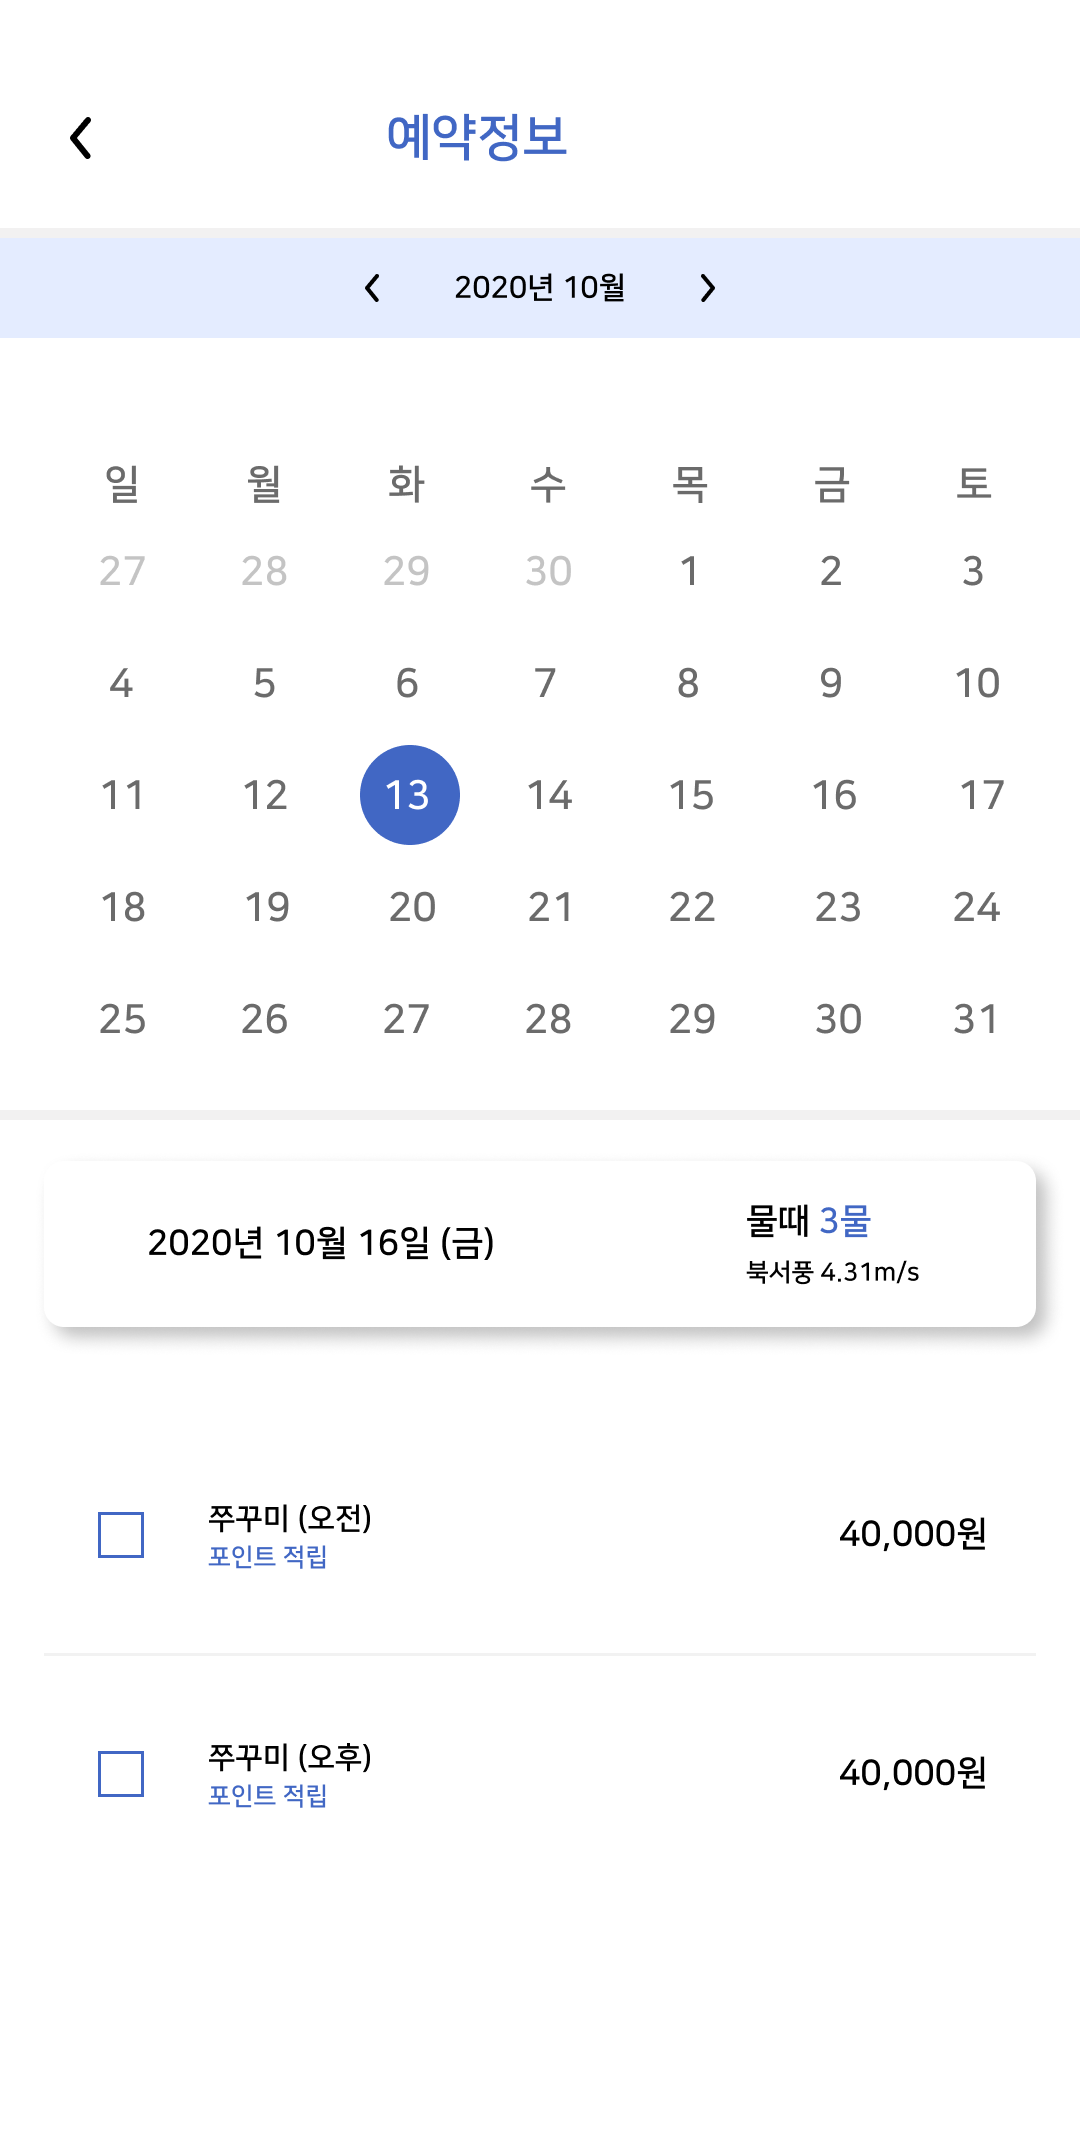 예약정보
2020년 10월
일 월 화 수 목 금 토
27 28 29 30 1 2 3
4 5 6 7 8 9 10
11 12 13 14 15 16 17
18 19 20 21 22 23 24
25 26 27 28 29 30 31
2020년 10월 16일 (금)
물때 3물
북서풍 4.31m/s
쭈꾸미 (오전)
포인트 적립
40,000원
쭈꾸미 (오후)
포인트 적립
40,000원